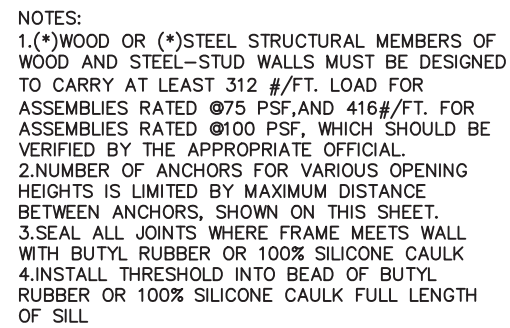 NOTES:
1.(*)WOOD OR (*)STEEL STRUCTURAL MEMBERS OF
WOOD AND STEEL-STUD WALLS MUST BE DESIGNED
TO CARRY AT LEAST 312 #/FT. LOAD FOR
ASSEMBLIES RATED @75 PSF,AND 416#/FT. FOR
ASSEMBLIES RATED @100 PSF, WHICH SHOULD BE
VERIFIED BY THE APPROPRIATE OFFICIAL.
2.NUMBER OF ANCHORS FOR VARIOUS OPENING
HEIGHTS IS LIMITED BY MAXIMUM DISTANCE
BETWEEN ANCHORS, SHOWN ON THIS SHEET.
3.SEAL ALL JOINTS WHERE FRAME MEETS WALL
WITH BUTYL RUBBER OR 100% SILICONE CAULK
4.INSTALL THRESHOLD INTO BEAD OF BUTYL
RUBBER OR 100% SILICONE CAULK FULL LENGTH
OF SILL